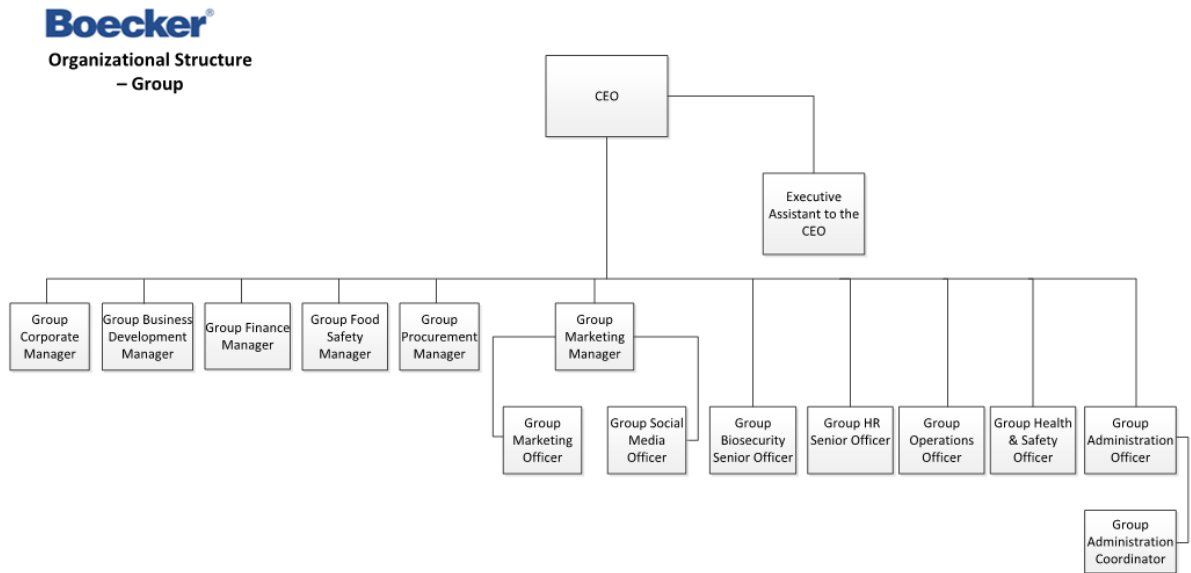 Boecker®
Organizational Structure
– Group
CEO
Executive
Assistant to the
CEO
Group
Corporate
Manager
Group Business
Development
Manager
Group Finance
Manager
Group Food
Safety
Manager
Group
Procurement
Manager
Group
Marketing
Manager
Group
Marketing
Officer
Group Social
Media
Officer
Group
Biosecurity
Senior Officer
Group HR
Senior Officer
Group
Operations
Officer
Group Health
& Safety
Officer
Group
Administration
Officer
Group
Administration
Coordinator